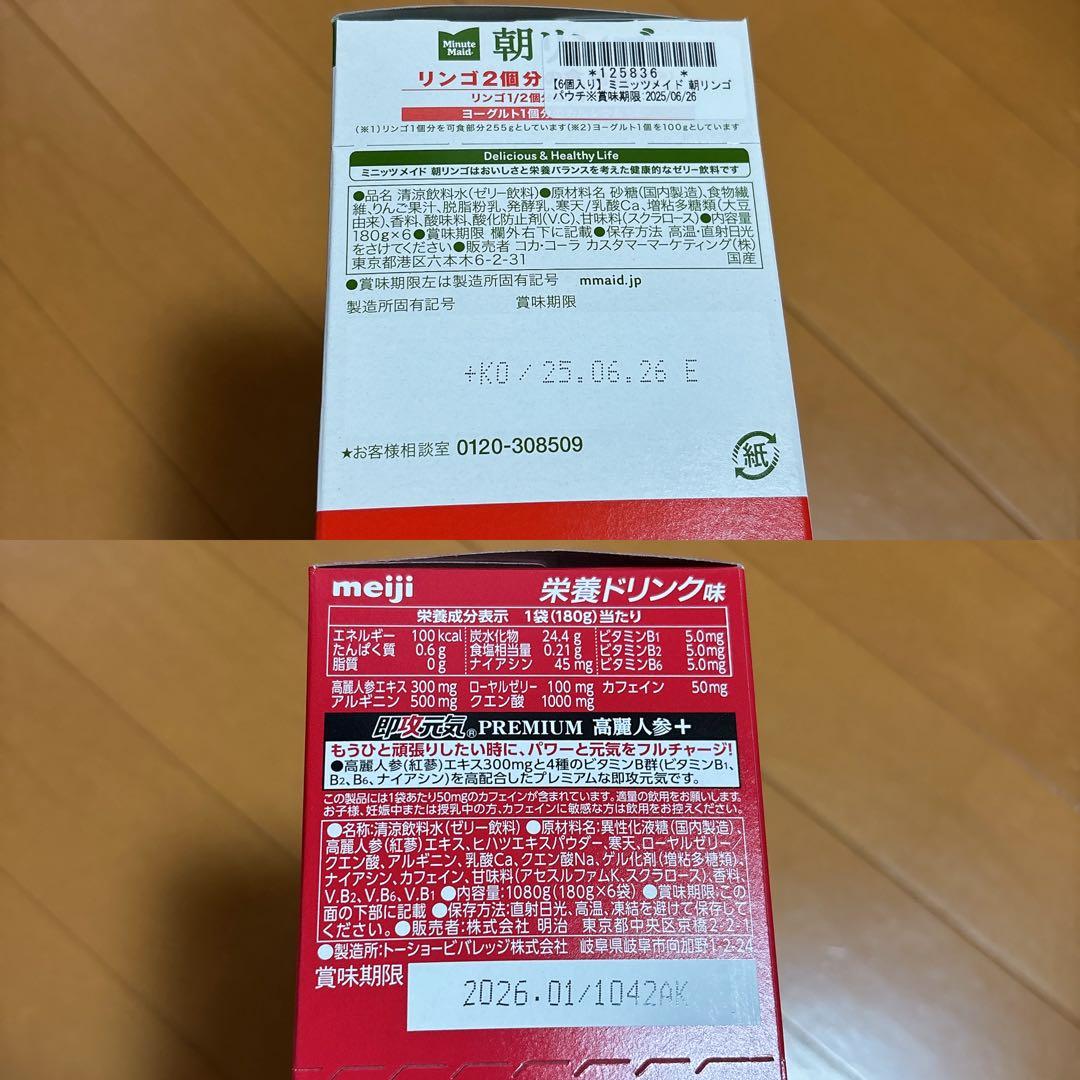 Minute Maid
朝リンゴ
*125836 *
【6個入り】ミニッツメイド 朝リンゴ
パウチ※賞味期限:2025/06/26
リンゴ2個分
リンゴ1/2個
ヨーグルト1個分
(※1)リンゴ1個分を可食部分255gとしています(※2)ヨーグルト1個を100gとしています
Delicious & Healthy Life
ミニッツメイド 朝リンゴはおいしさと栄養バランスを考えた健康的なゼリー飲料です
●品名 清涼飲料水(ゼリー飲料)●原材料名 砂糖(国内製造)、食物繊
維、りんご果汁、脱脂粉乳、発酵乳、寒天/乳酸Ca、増粘多糖類(大豆
由来)、香料、酸味料、酸化防止剤(V.C)、甘味料(スクラロース)●内容量
180g×6●賞味期限 欄外右下に記載●保存方法 高温・直射日光
をさけてください●販売者 コカ・コーラ カスタマーマーケティング(株)
東京都港区六本木6-2-31 国産
●賞味期限左は製造所固有記号 mmaid.jp
製造所固有記号 賞味期限
+KO/25.06.26 E
★お客様相談室 0120-308509
紙
meiji 栄養ドリンク味
栄養成分表示 1袋(180g)当たり
エネルギー 100kcal 炭水化物 24.4g ビタミンB1 5.0mg
たんぱく質 0.6g 食塩相当量 0.21g ビタミンB2 5.0mg
脂質 0g ナイアシン 45mg ビタミンB6 5.0mg
高麗人参エキス 300mg ローヤルゼリー 100mg カフェイン 50mg
アルギニン 500mg クエン酸 1000mg
即攻元気® PREMIUM 高麗人参+
もうひと頑張りしたい時に、パワーと元気をフルチャージ!
●高麗人参(紅蔘)エキス300mgと4種のビタミンB群(ビタミンB1、
B2、B6、ナイアシン)を高配合したプレミアムな即攻元気です。
この製品には1袋あたり50mgのカフェインが含まれています。適量の飲用をお願いします。
お子様、妊娠中または授乳中の方、カフェインに敏感な方は飲用をお控えください。
●名称:清涼飲料水(ゼリー飲料) ●原材料名:異性化液糖(国内製造)、
高麗人参(紅蔘)エキス、ヒハツエキスパウダー、寒天、ローヤルゼリー/
クエン酸、アルギニン、乳酸Ca、クエン酸Na、ゲル化剤(増粘多糖類)、
ナイアシン、カフェイン、甘味料(アセスルファムK、スクラロース)、香料、
V.B2、V.B6、V.B1 ●内容量:1080g(180g×6袋) ●賞味期限:この
面の下部に記載 ●保存方法:直射日光、高温、凍結を避けて保存して
ください。●販売者:株式会社 明治 東京都中央区京橋2-2-1
●製造所:トーショービバレッジ株式会社 岐阜県岐阜市向加野1-2-24
賞味期限 2026.01/1042AK